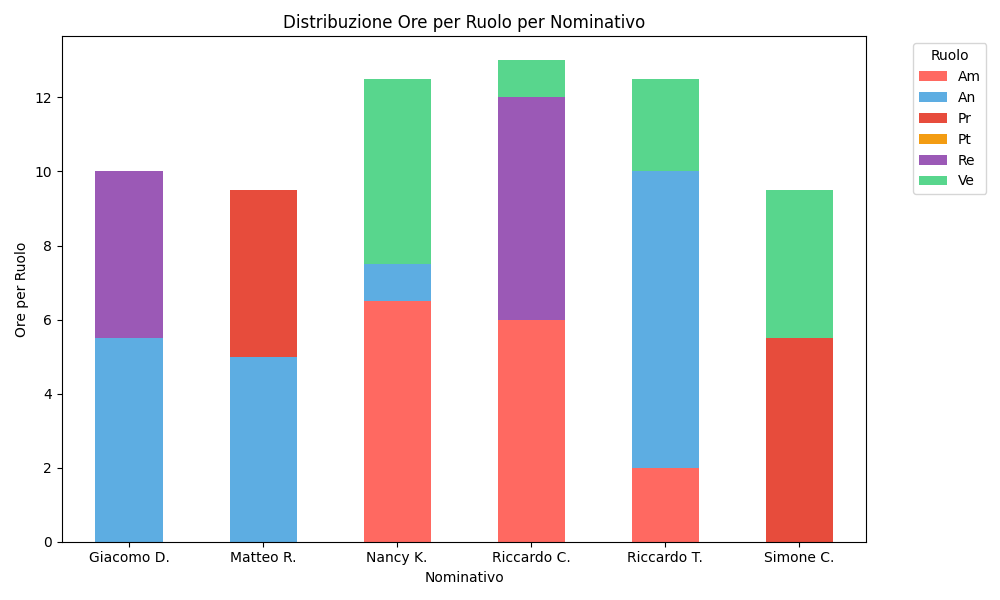 Distribuzione Ore per Ruolo per Nominativo
Ore per Ruolo
12
10
8
6
4
2
0
Giacomo D.
Matteo R.
Nancy K.
Riccardo C.
Riccardo T.
Simone C.
Nominativo
Ruolo
Am
An
Pr
Pt
Re
Ve